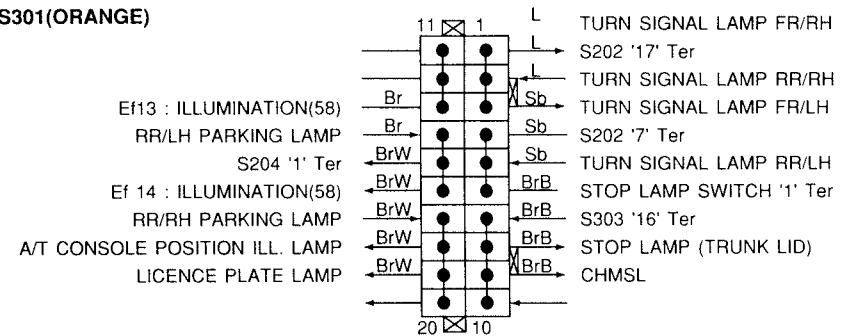 S301(ORANGE)
11 1
L TURN SIGNAL LAMP FR/RH
L S202 '17' Ter
L TURN SIGNAL LAMP RR/RH
Ef13 : ILLUMINATION(58) Br Sb TURN SIGNAL LAMP FR/LH
RR/LH PARKING LAMP Br Sb S202 '7' Ter
S204 '1' Ter BrW Sb TURN SIGNAL LAMP RR/LH
Ef 14 : ILLUMINATION(58) BrW BrB STOP LAMP SWITCH '1' Ter
RR/RH PARKING LAMP BrW BrB S303 '16' Ter
A/T CONSOLE POSITION ILL. LAMP BrW BrB STOP LAMP (TRUNK LID)
LICENCE PLATE LAMP BrW BrB CHMSL
20 10